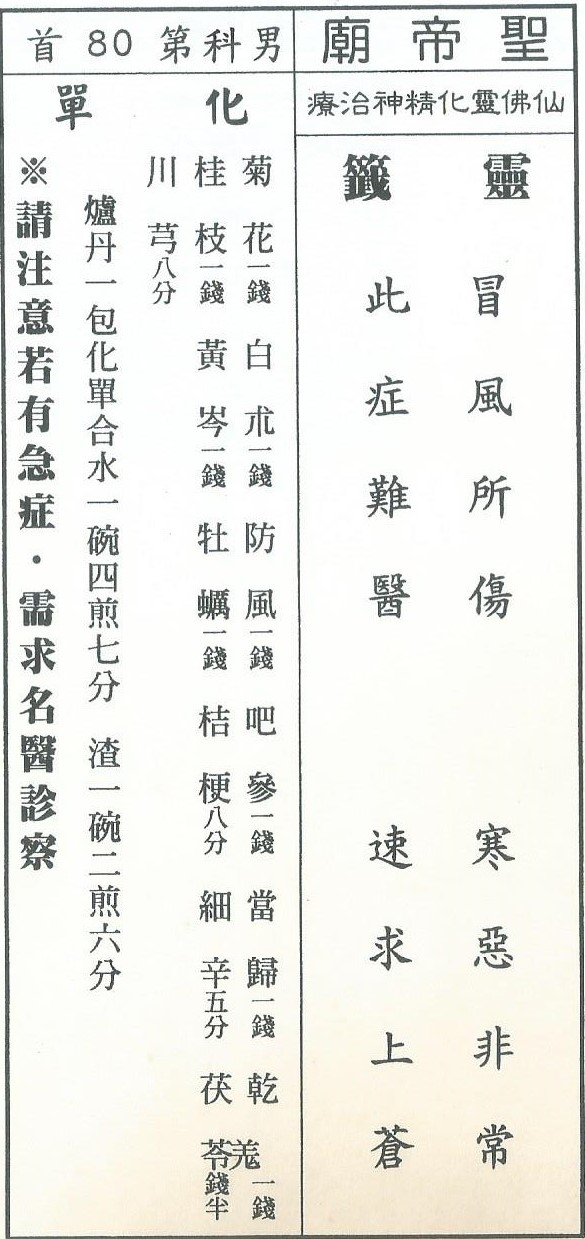 聖帝廟
仙佛靈化精神治療
靈籤
冒風所傷 寒惡非常
此症難醫 速求上蒼
男科第80首
化單
菊花一錢 白朮一錢 防風一錢 吧參一錢 當歸一錢 乾羗一錢
桂枝一錢 黃岑一錢 牡蠣一錢 桔梗八分 細辛五分 茯苓錢半
川芎八分
爐丹一包化單合水一碗四煎七分 渣一碗二煎六分
※請注意若有急症．需求名醫診察